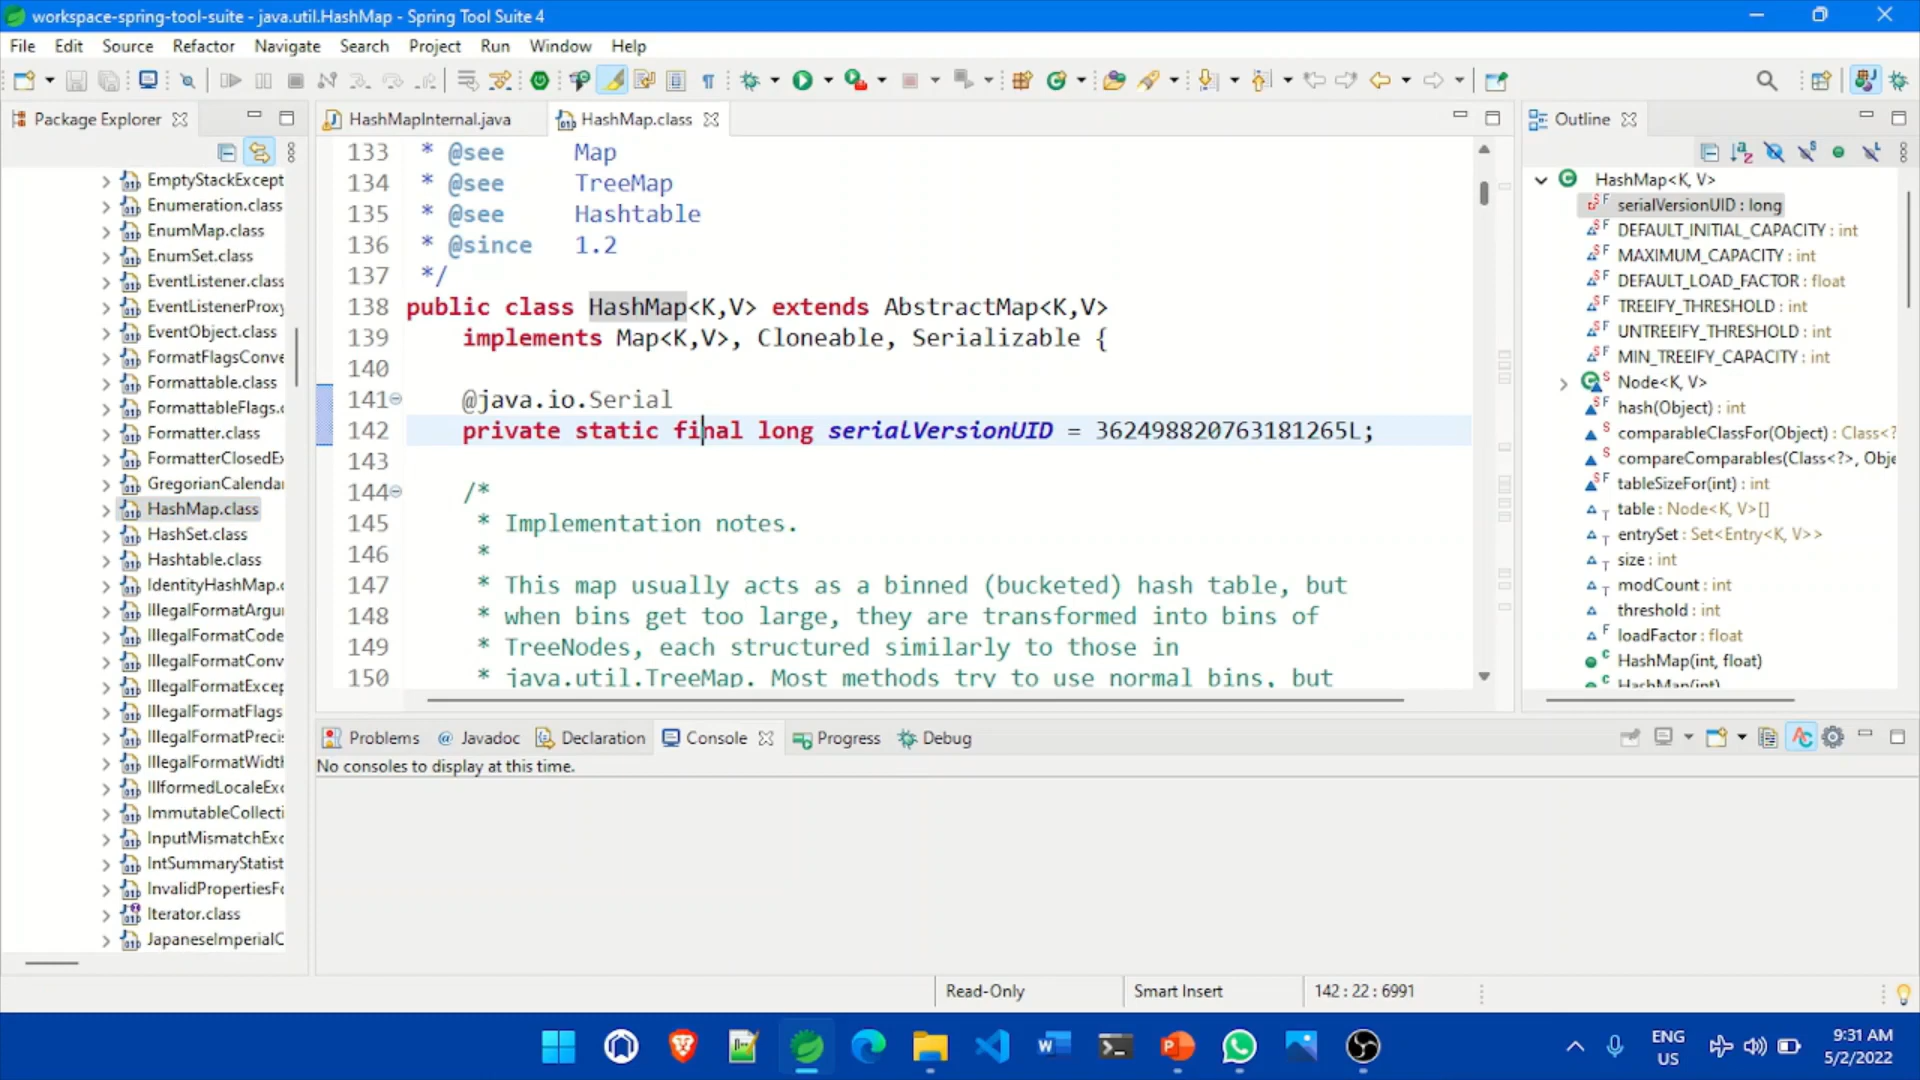 workspace-spring-tool-suite - java.util.HashMap - Spring Tool Suite 4
File Edit Source Refactor Navigate Search Project Run Window Help
Package Explorer
EmptyStackExcept
Enumeration.class
EnumMap.class
EnumSet.class
EventListener.class
EventListenerProxy
EventObject.class
FormatFlagsConve
Formattable.class
FormattableFlags.c
Formatter.class
FormatterClosedEx
GregorianCalendar
HashMap.class
HashSet.class
Hashtable.class
IdentityHashMap.c
IllegalFormatArgu
IllegalFormatCode
IllegalFormatConv
IllegalFormatExcep
IllegalFormatFlags
IllegalFormatPreci
IllegalFormatWidth
IllformedLocaleExc
ImmutableCollecti
InputMismatchExc
IntSummaryStatist
InvalidPropertiesFo
Iterator.class
JapaneseImperialC
HashMapInternal.java HashMap.class
133 * @see Map
134 * @see TreeMap
135 * @see Hashtable
136 * @since 1.2
137 */
138 public class HashMap<K,V> extends AbstractMap<K,V>
139 implements Map<K,V>, Cloneable, Serializable {
140
141 @java.io.Serial
142 private static final long serialVersionUID = 362498820763181265L;
143
144 /*
145 * Implementation notes.
146 *
147 * This map usually acts as a binned (bucketed) hash table, but
148 * when bins get too large, they are transformed into bins of
149 * TreeNodes, each structured similarly to those in
150 * java.util.TreeMap. Most methods try to use normal bins, but
Outline
HashMap<K, V>
serialVersionUID : long
DEFAULT_INITIAL_CAPACITY : int
MAXIMUM_CAPACITY : int
DEFAULT_LOAD_FACTOR : float
TREEIFY_THRESHOLD : int
UNTREEIFY_THRESHOLD : int
MIN_TREEIFY_CAPACITY : int
Node<K, V>
hash(Object) : int
comparableClassFor(Object) : Class<?
compareComparables(Class<?>, Obje
tableSizeFor(int) : int
table : Node<K, V>[]
entrySet : Set<Entry<K, V>>
size : int
modCount : int
threshold : int
loadFactor : float
HashMap(int, float)
HashMap(int)
Problems @ Javadoc Declaration Console Progress Debug
No consoles to display at this time.
Read-Only Smart Insert 142 : 22 : 6991
ENG
US
9:31 AM
5/2/2022